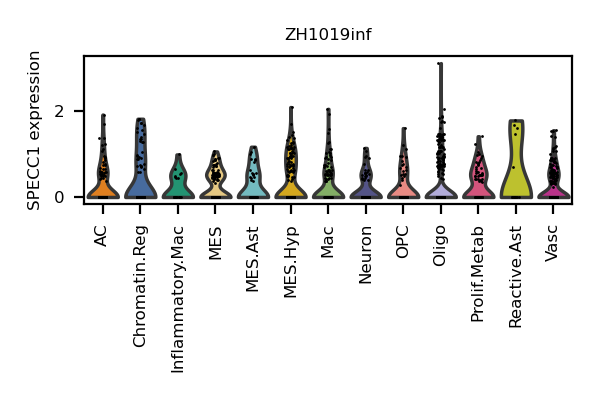 ZH1019inf
SPECC1 expression
2
0
AC
Chromatin.Reg
Inflammatory.Mac
MES
MES.Ast
MES.Hyp
Mac
Neuron
OPC
Oligo
Prolif.Metab
Reactive.Ast
Vasc